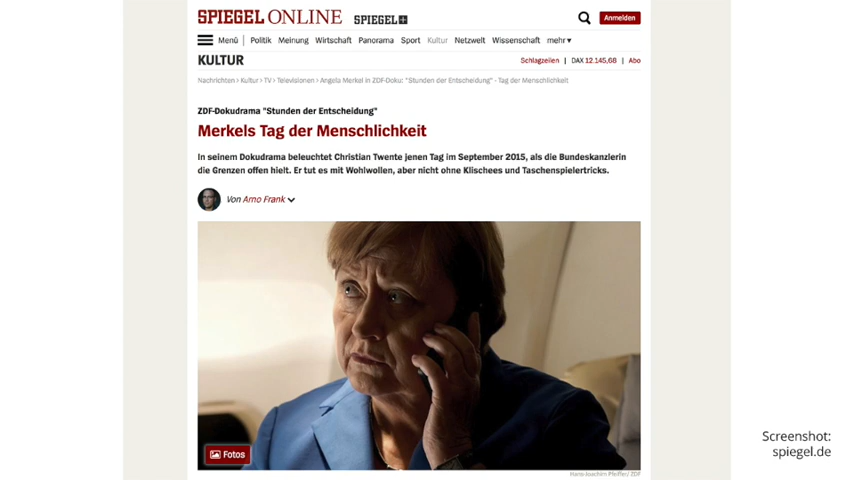 SPIEGEL ONLINE SPIEGEL+ Anmelden
Menü Politik Meinung Wirtschaft Panorama Sport Kultur Netzwelt Wissenschaft mehr▼
KULTUR Schlagzeilen | DAX 12.145,68 | Abo
Nachrichten > Kultur > TV > Televisionen > Angela Merkel in ZDF-Doku: "Stunden der Entscheidung" - Tag der Menschlichkeit
ZDF-Dokudrama "Stunden der Entscheidung"
Merkels Tag der Menschlichkeit
In seinem Dokudrama beleuchtet Christian Twente jenen Tag im September 2015, als die Bundeskanzlerin
die Grenzen offen hielt. Er tut es mit Wohlwollen, aber nicht ohne Klischees und Taschenspielertricks.
Von Arno Frank
Fotos
Hans-Joachim Pfeiffer/ ZDF
Screenshot:
spiegel.de